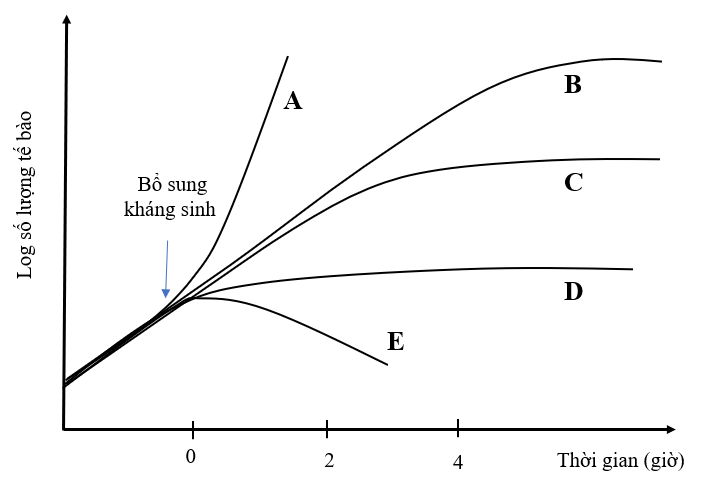 Log số lượng tế bào
Bổ sung
kháng sinh
A
B
C
D
E
0
2
4
Thời gian (giờ)